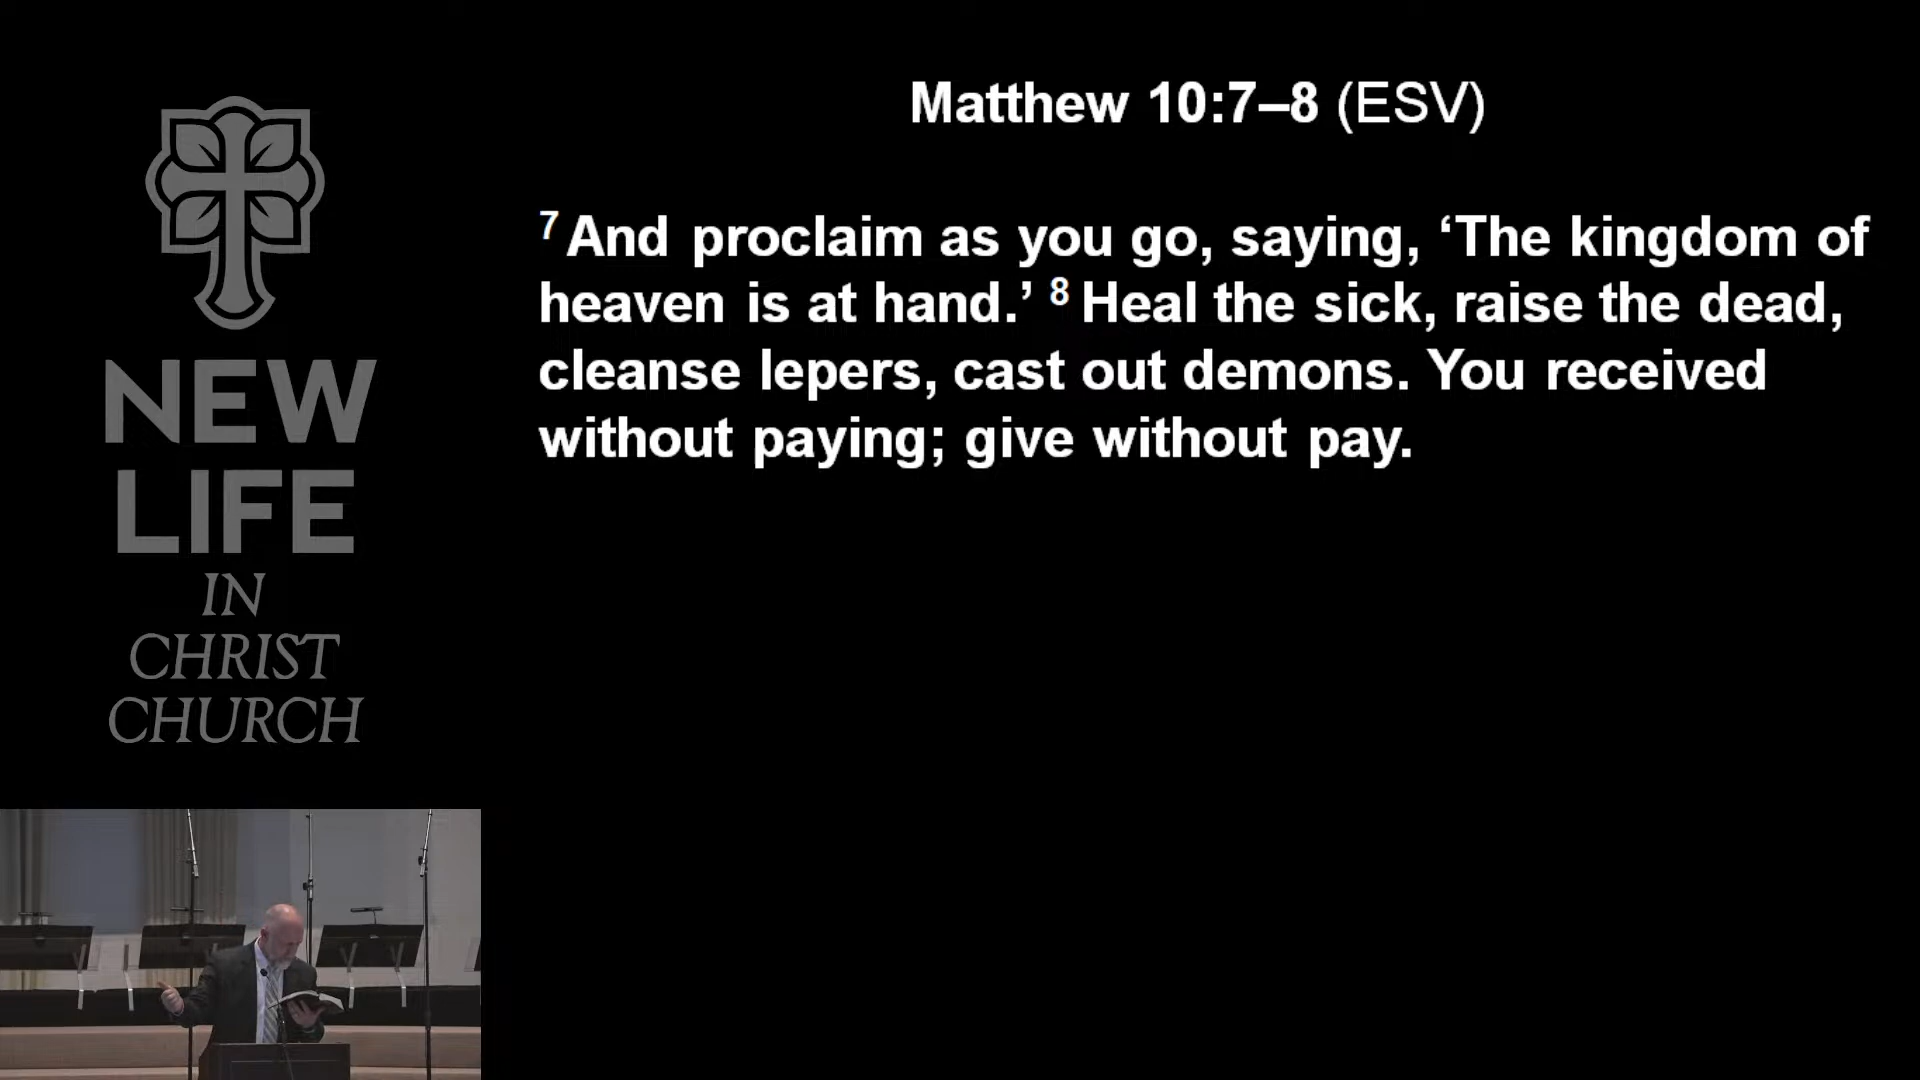 Matthew 10:7–8 (ESV)
7 And proclaim as you go, saying, ‘The kingdom of
heaven is at hand.’ 8 Heal the sick, raise the dead,
cleanse lepers, cast out demons. You received
without paying; give without pay.
NEW
LIFE
IN
CHRIST
CHURCH